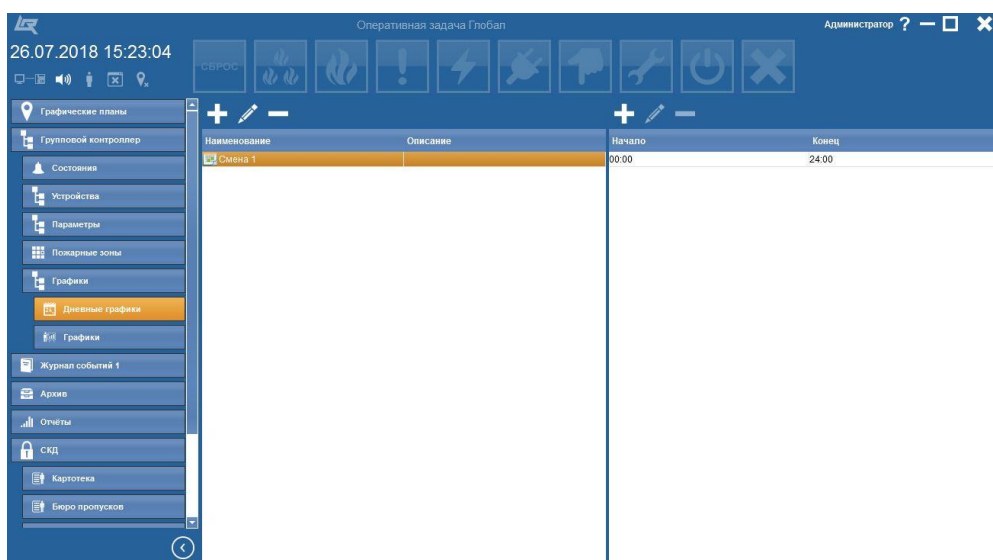 Оперативная задача Глобал
Администратор ?
26.07.2018 15:23:04
СБРОС
Графические планы
Групповой контроллер
Состояния
Устройства
Параметры
Пожарные зоны
Графики
Дневные графики
Графики
Журнал событий 1
Архив
Отчёты
СКД
Картотека
Бюро пропусков
Наименование Описание
Смена 1
Начало Конец
00:00 24:00